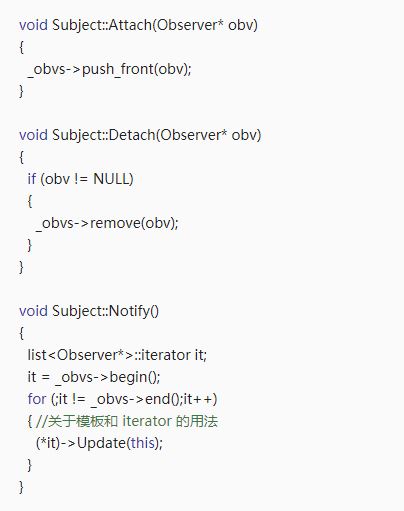 void Subject::Attach(Observer* obv)
{
_obvs->push_front(obv);
}
void Subject::Detach(Observer* obv)
{
if (obv != NULL)
{
_obvs->remove(obv);
}
}
void Subject::Notify()
{
list<Observer*>::iterator it;
it = _obvs->begin();
for (;it != _obvs->end();it++)
{ //关于模板和 iterator 的用法
(*it)->Update(this);
}
}